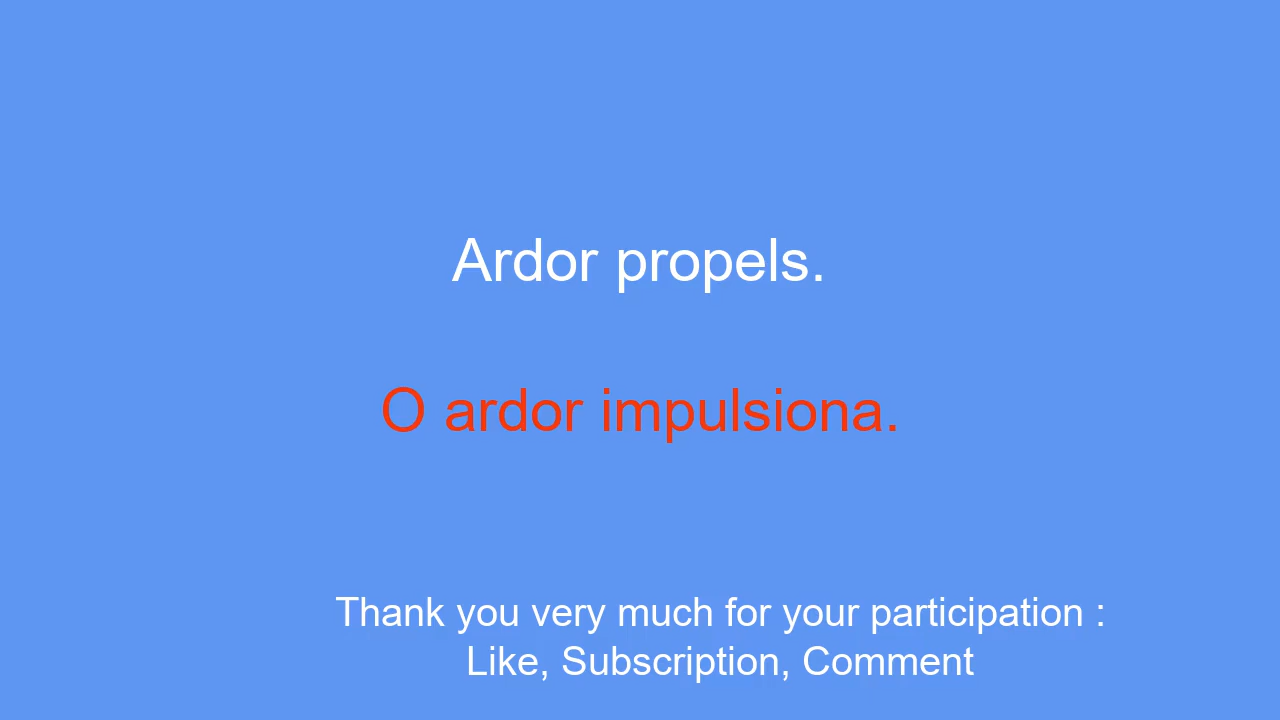 Ardor propels.
O ardor impulsiona.
Thank you very much for your participation :
Like, Subscription, Comment